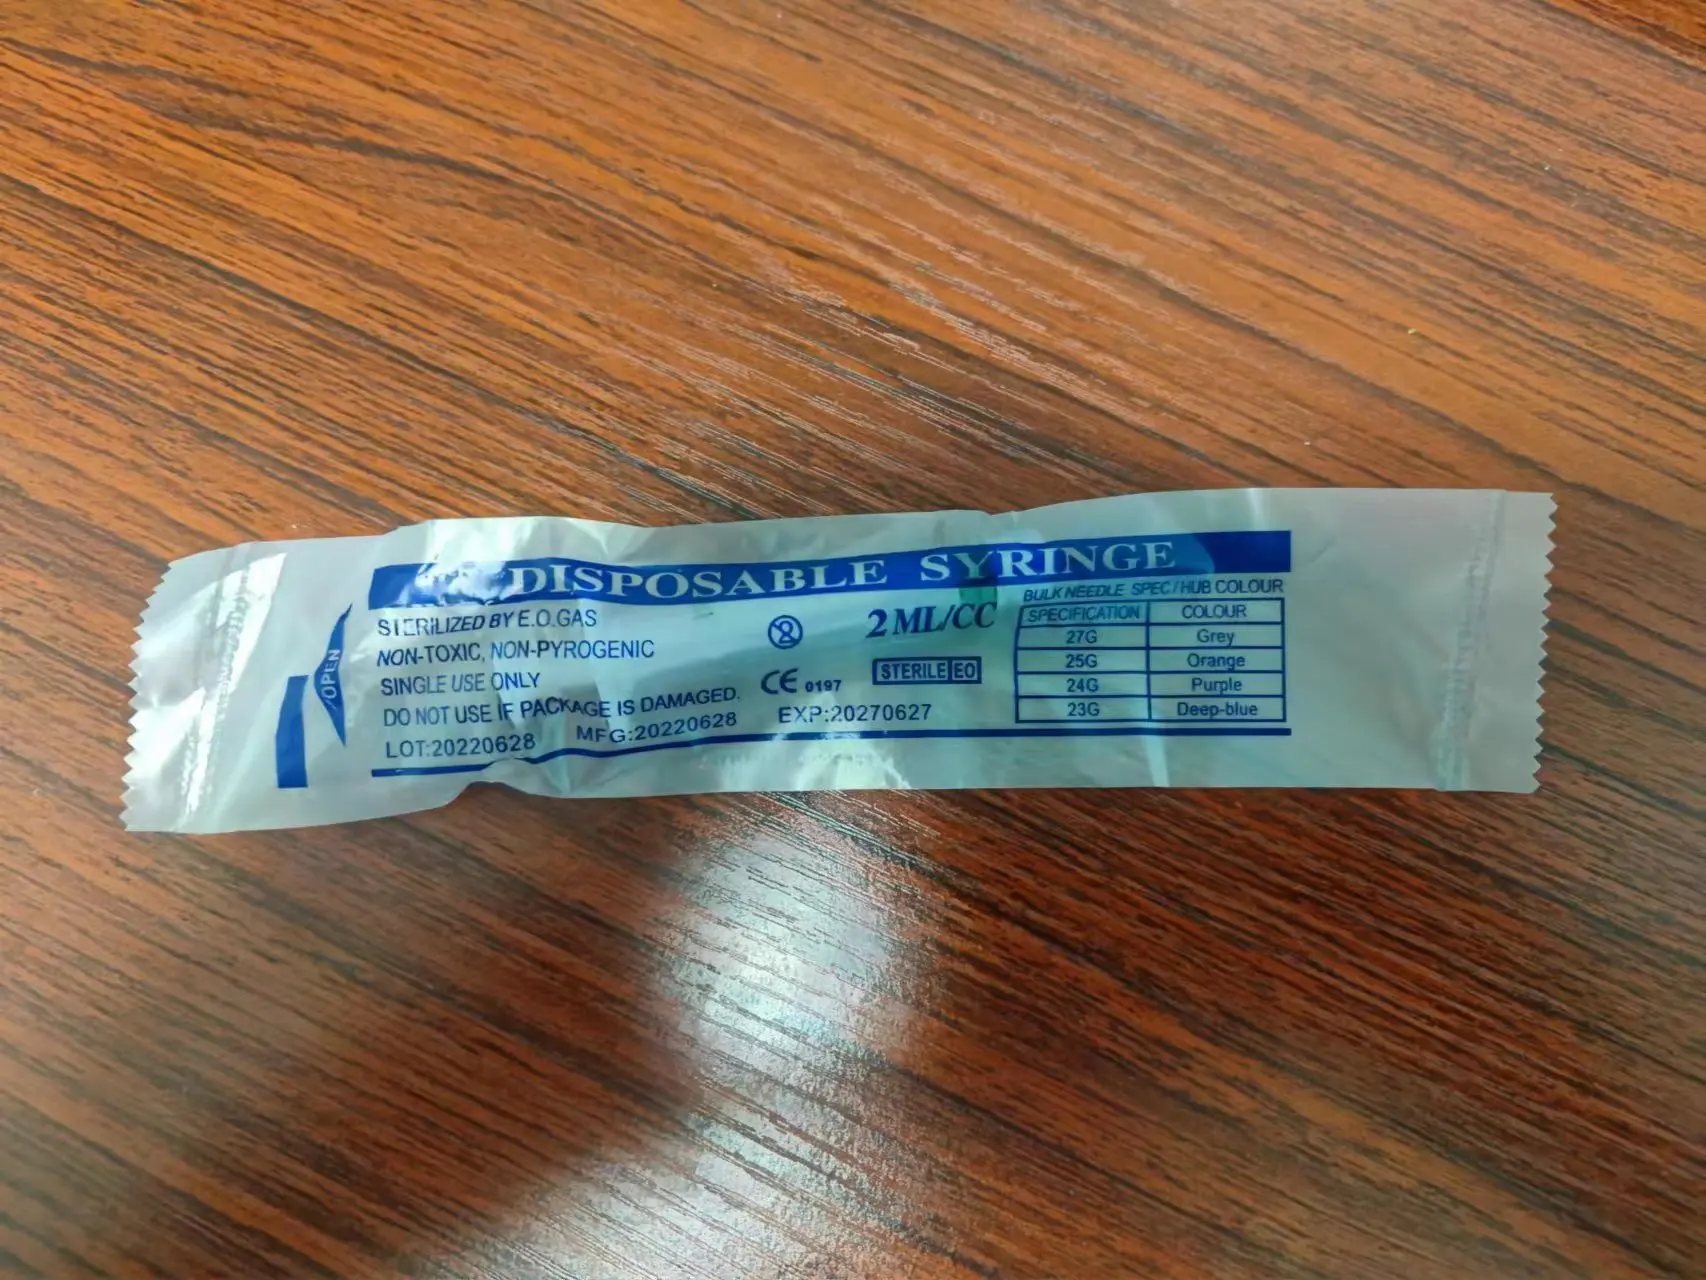 DISPOSABLE SYRINGE
OPEN
STERILIZED BY E.O.GAS
NON-TOXIC, NON-PYROGENIC
SINGLE USE ONLY
DO NOT USE IF PACKAGE IS DAMAGED.
LOT:20220628 MFG:20220628 EXP:20270627
2
CE 0197
2 ML/CC
STERILE EO
BULK NEEDLE SPEC/HUB COLOUR
SPECIFICATION COLOUR
27G Grey
25G Orange
24G Purple
23G Deep-blue